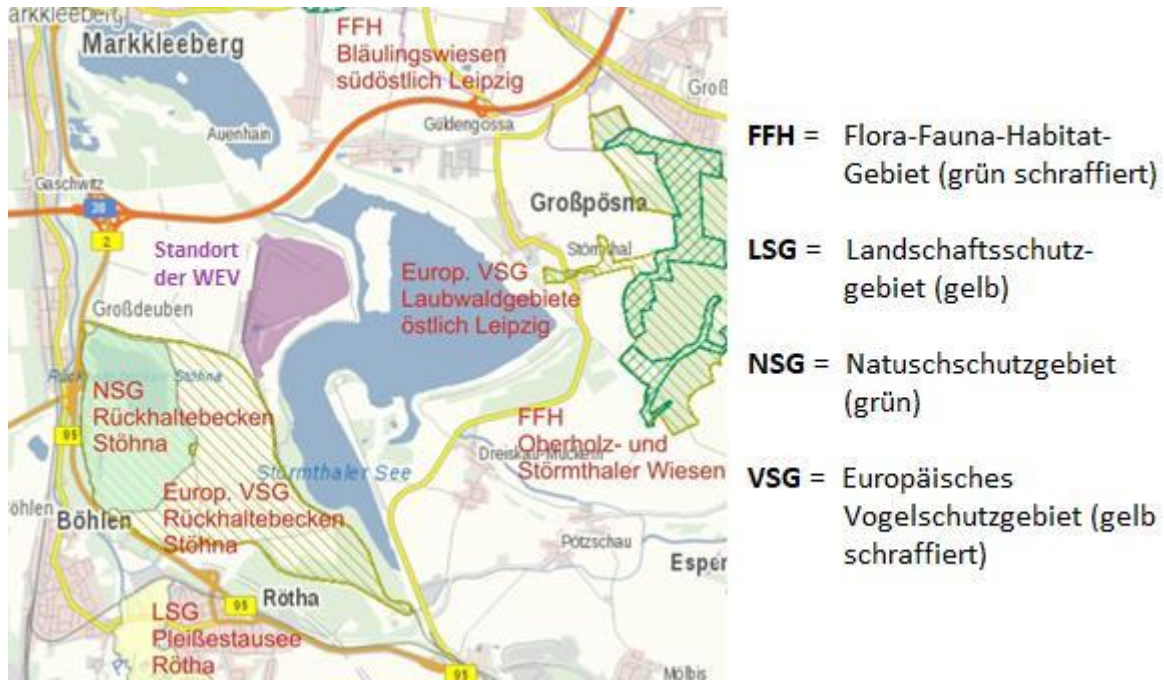 arkkleeberg
Markkleeberg
FFH
Bläulingswiesen
südöstlich Leipzig
Groß
Auenhain
Güldengossa
Gaschwitz
38
2
Großpösna
Standort
der WEV
Störmthal
Europ. VSG
Laubwaldgebiete
östlich Leipzig
Großdeuben
Stöhna
NSG
Rückhaltebecken
Stöhna
95
FFH
Oberholz- und
Störmthaler Wiesen
Dreiskau-Muckern
Störmthaler See
Europ. VSG
Rückhaltebecken
Stöhna
öhlen
Böhlen
Pötzschau
Espen
95
Rötha
LSG
Pleißestausee
Rötha
95
Mölbis
FFH = Flora-Fauna-Habitat-
Gebiet (grün schraffiert)
LSG = Landschaftsschutz-
gebiet (gelb)
NSG = Natuschschutzgebiet
(grün)
VSG = Europäisches
Vogelschutzgebiet (gelb
schraffiert)